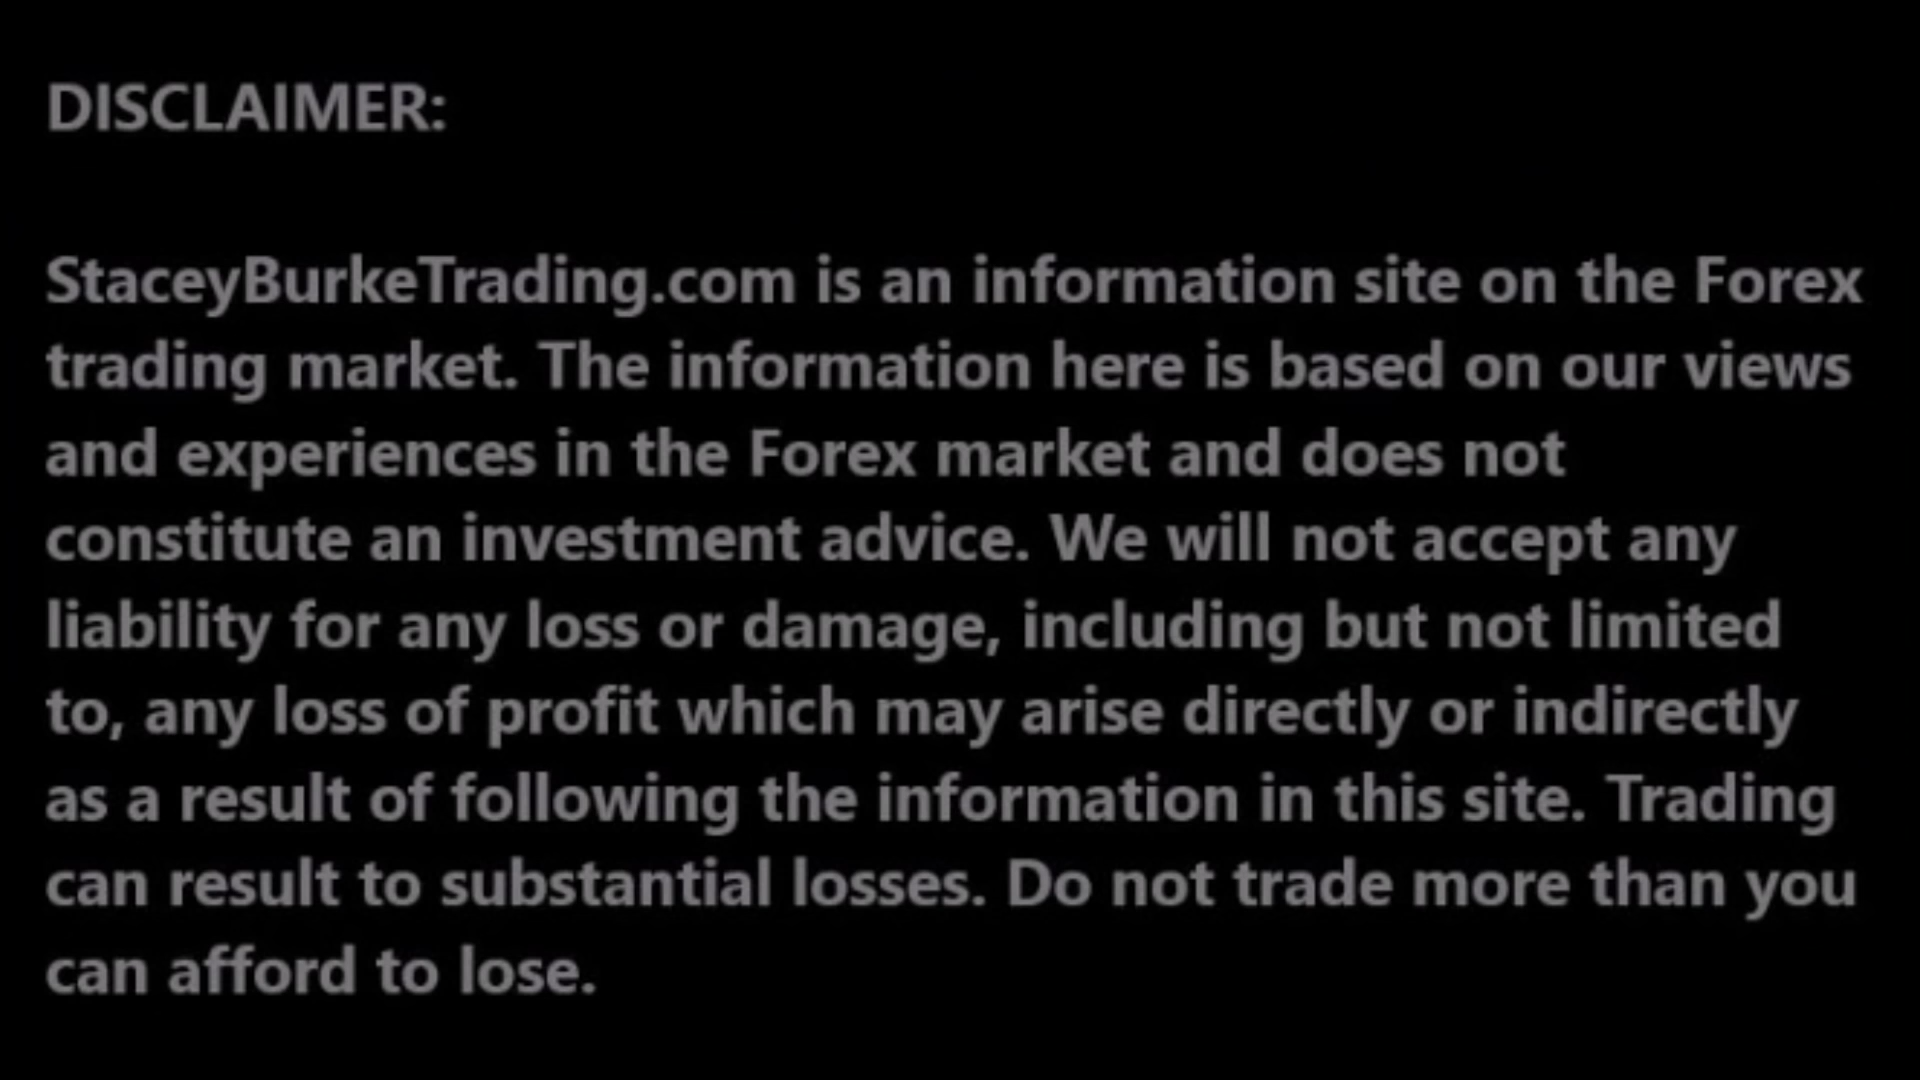 DISCLAIMER:
StaceyBurkeTrading.com is an information site on the Forex
trading market. The information here is based on our views
and experiences in the Forex market and does not
constitute an investment advice. We will not accept any
liability for any loss or damage, including but not limited
to, any loss of profit which may arise directly or indirectly
as a result of following the information in this site. Trading
can result to substantial losses. Do not trade more than you
can afford to lose.